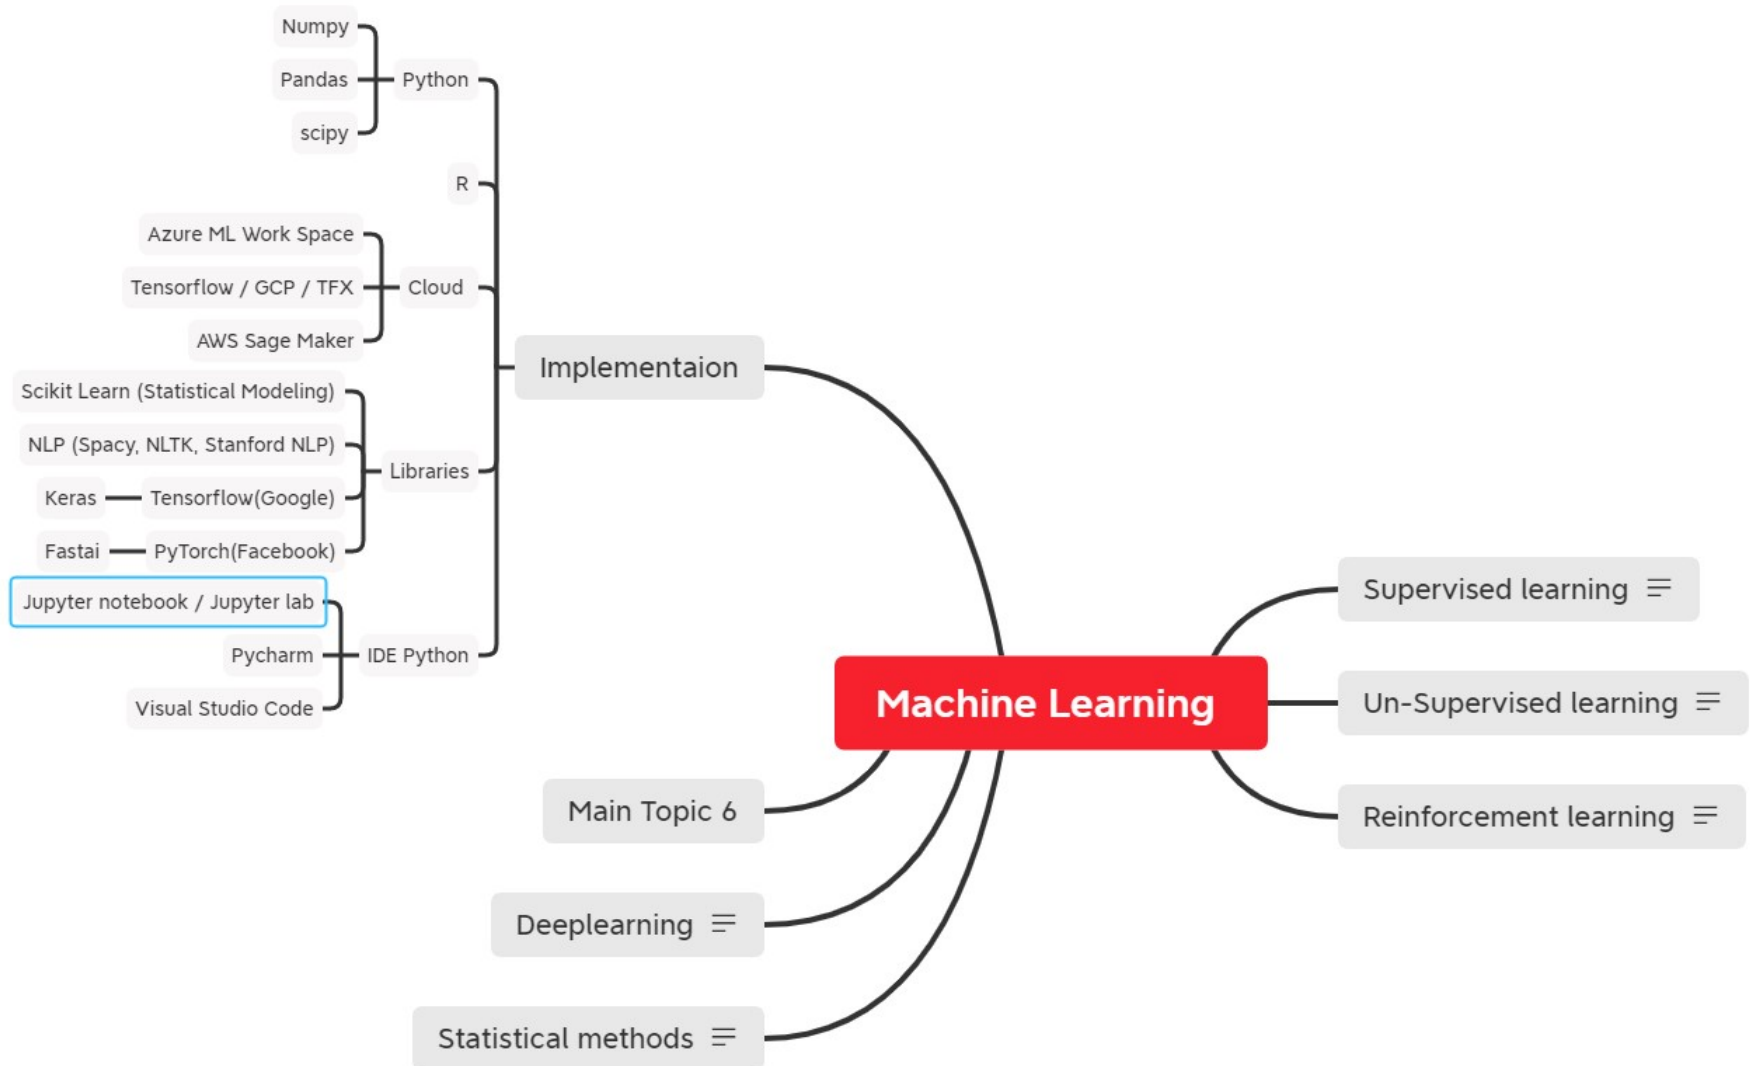 Numpy
Pandas
Python
scipy
R
Azure ML Work Space
Tensorflow / GCP / TFX
Cloud
AWS Sage Maker
Implementaion
Scikit Learn (Statistical Modeling)
NLP (Spacy, NLTK, Stanford NLP)
Libraries
Keras
Tensorflow(Google)
Fastai
PyTorch(Facebook)
Jupyter notebook / Jupyter lab
Pycharm
IDE Python
Visual Studio Code
Machine Learning
Supervised learning
Un-Supervised learning
Reinforcement learning
Main Topic 6
Deeplearning
Statistical methods